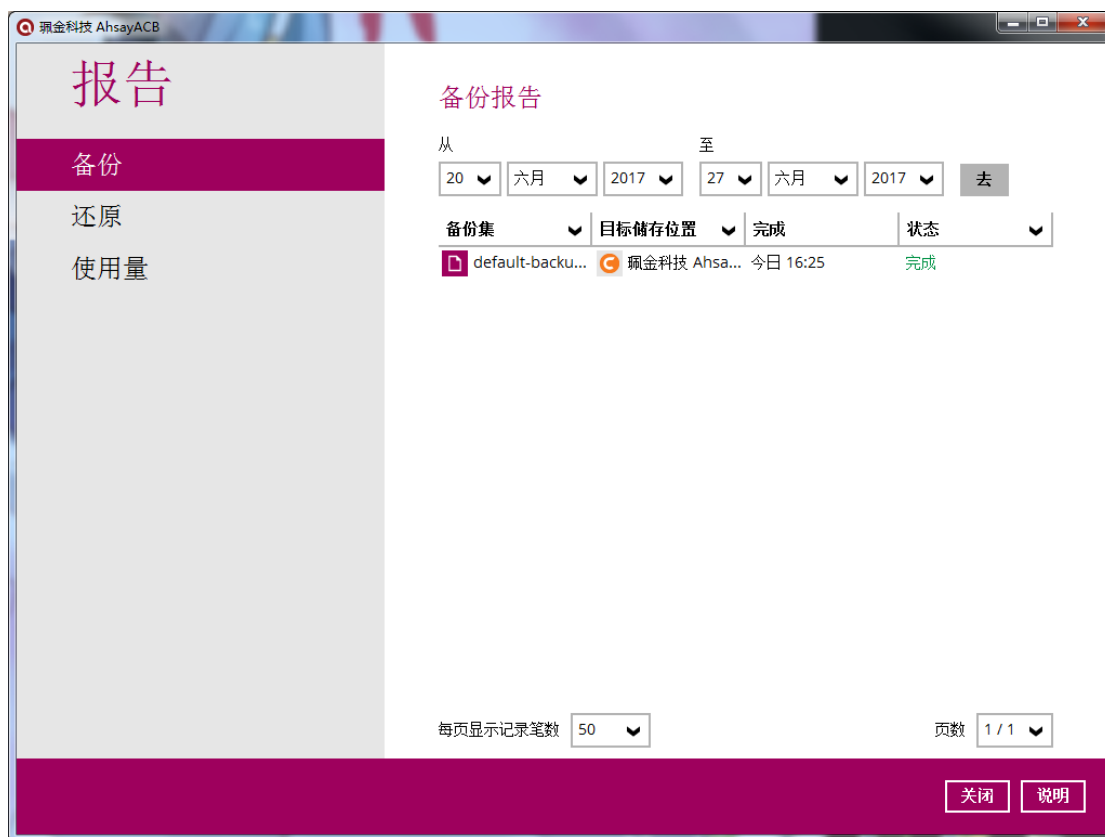 珮金科技 AhsayACB
报告
备份
还原
使用量
备份报告
从 至
20 六月 2017 27 六月 2017 去
备份集 目标储存位置 完成 状态
default-backu... 珮金科技 Ahsa... 今日 16:25 完成
每页显示记录笔数 50 页数 1 / 1
关闭 说明